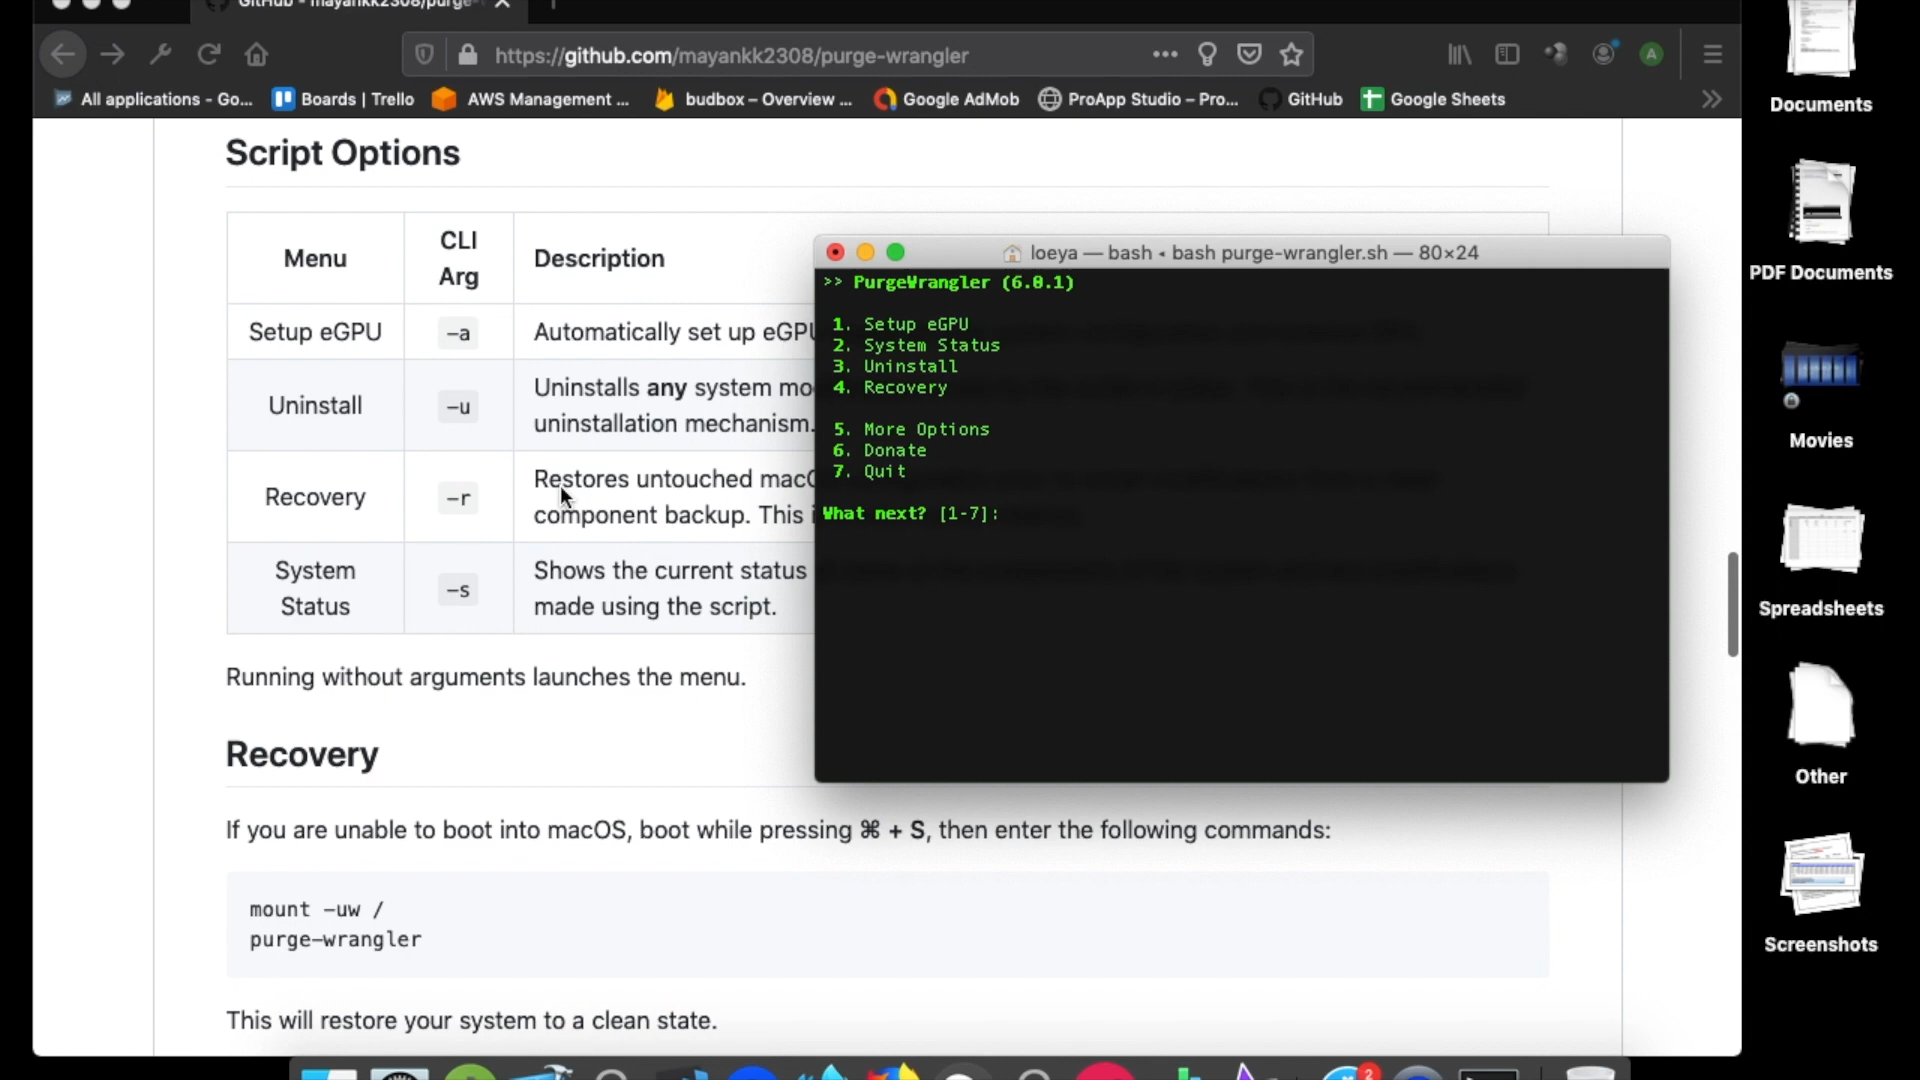 GitHub - mayankk2308/purge-
https://github.com/mayankk2308/purge-wrangler
All applications - Go...
Boards | Trello
AWS Management ...
budbox – Overview ...
Google AdMob
ProApp Studio – Pro...
GitHub
Google Sheets
Script Options
Menu
CLI
Arg
Description
Setup eGPU
-a
Automatically set up eGPU
Uninstall
-u
Uninstalls any system mo
uninstallation mechanism.
Recovery
-r
Restores untouched macO
component backup. This i
System
Status
-s
Shows the current status
made using the script.
Running without arguments launches the menu.
Recovery
If you are unable to boot into macOS, boot while pressing ⌘ + S, then enter the following commands:
mount -uw /
purge-wrangler
This will restore your system to a clean state.
loeya — bash ◂ bash purge-wrangler.sh — 80×24
>> PurgeWrangler (6.0.1)
1. Setup eGPU
2. System Status
3. Uninstall
4. Recovery
5. More Options
6. Donate
7. Quit
What next? [1-7]:
Documents
PDF Documents
Movies
Spreadsheets
Other
Screenshots
A
2